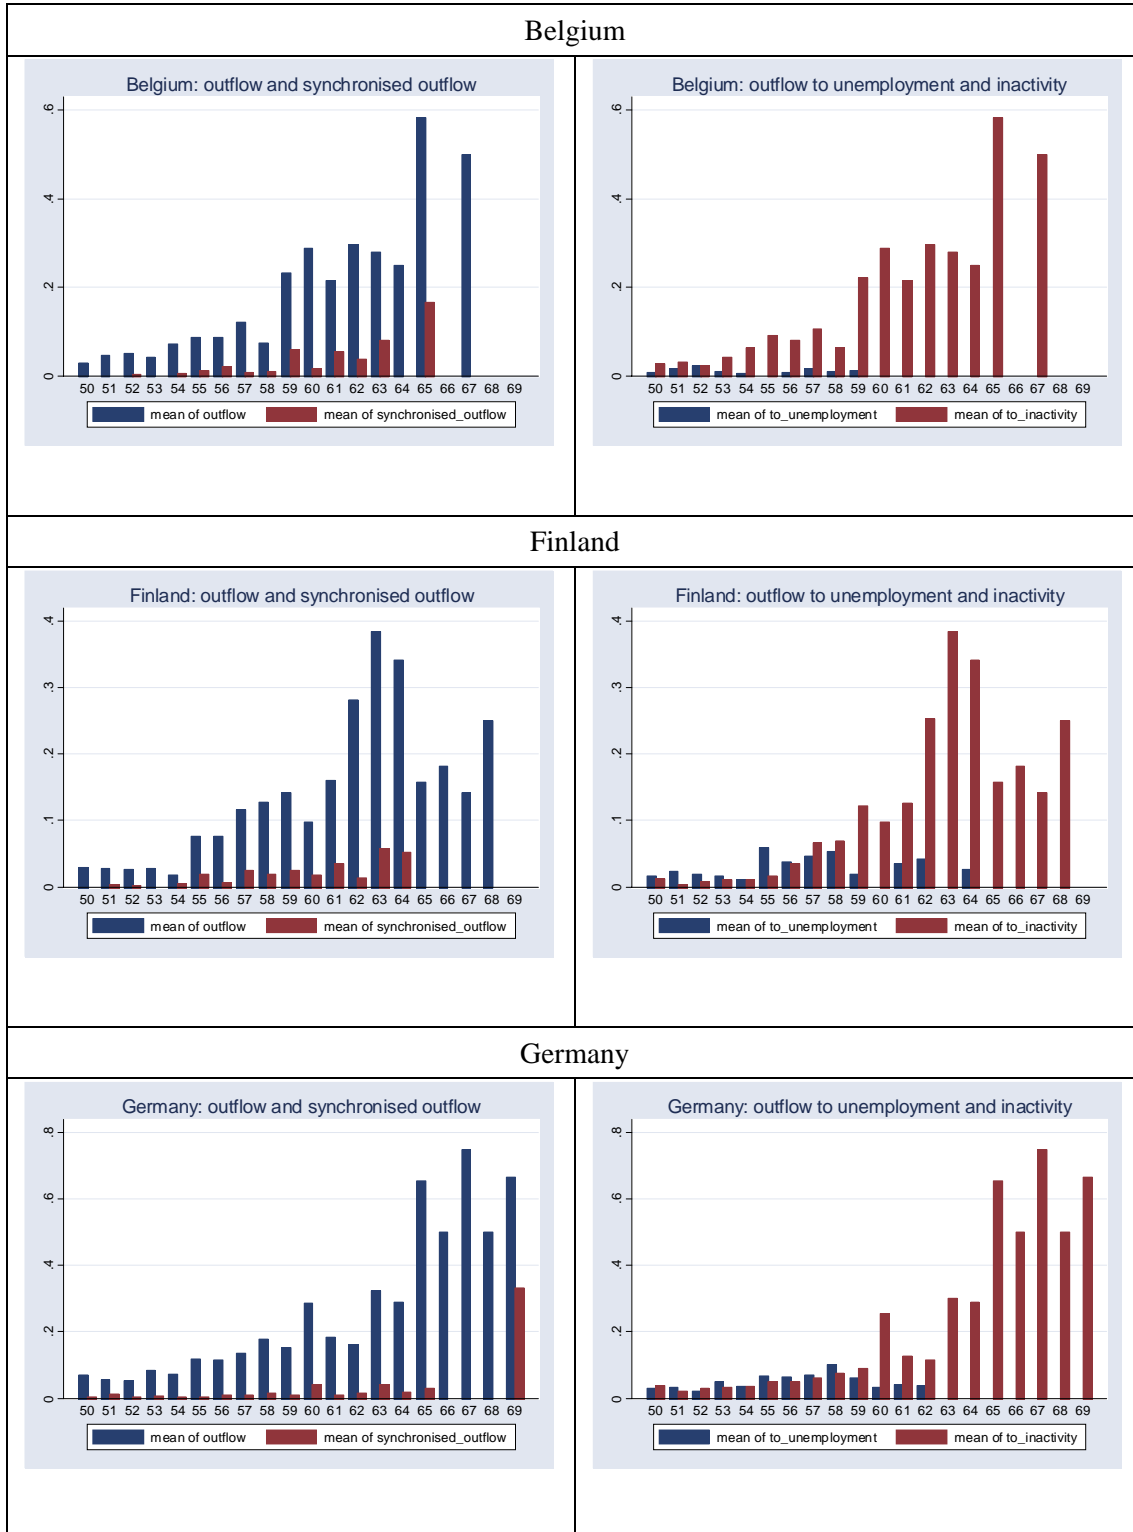 Belgium
Belgium: outflow and synchronised outflow
.6
.4
.2
0
50 51 52 53 54 55 56 57 58 59 60 61 62 63 64 65 66 67 68 69
mean of outflow mean of synchronised_outflow
Belgium: outflow to unemployment and inactivity
.6
.4
.2
0
50 51 52 53 54 55 56 57 58 59 60 61 62 63 64 65 66 67 68 69
mean of to_unemployment mean of to_inactivity
Finland
Finland: outflow and synchronised outflow
.4
.3
.2
.1
0
50 51 52 53 54 55 56 57 58 59 60 61 62 63 64 65 66 67 68 69
mean of outflow mean of synchronised_outflow
Finland: outflow to unemployment and inactivity
.4
.3
.2
.1
0
50 51 52 53 54 55 56 57 58 59 60 61 62 63 64 65 66 67 68 69
mean of to_unemployment mean of to_inactivity
Germany
Germany: outflow and synchronised outflow
.8
.6
.4
.2
0
50 51 52 53 54 55 56 57 58 59 60 61 62 63 64 65 66 67 68 69
mean of outflow mean of synchronised_outflow
Germany: outflow to unemployment and inactivity
.8
.6
.4
.2
0
50 51 52 53 54 55 56 57 58 59 60 61 62 63 64 65 66 67 68 69
mean of to_unemployment mean of to_inactivity